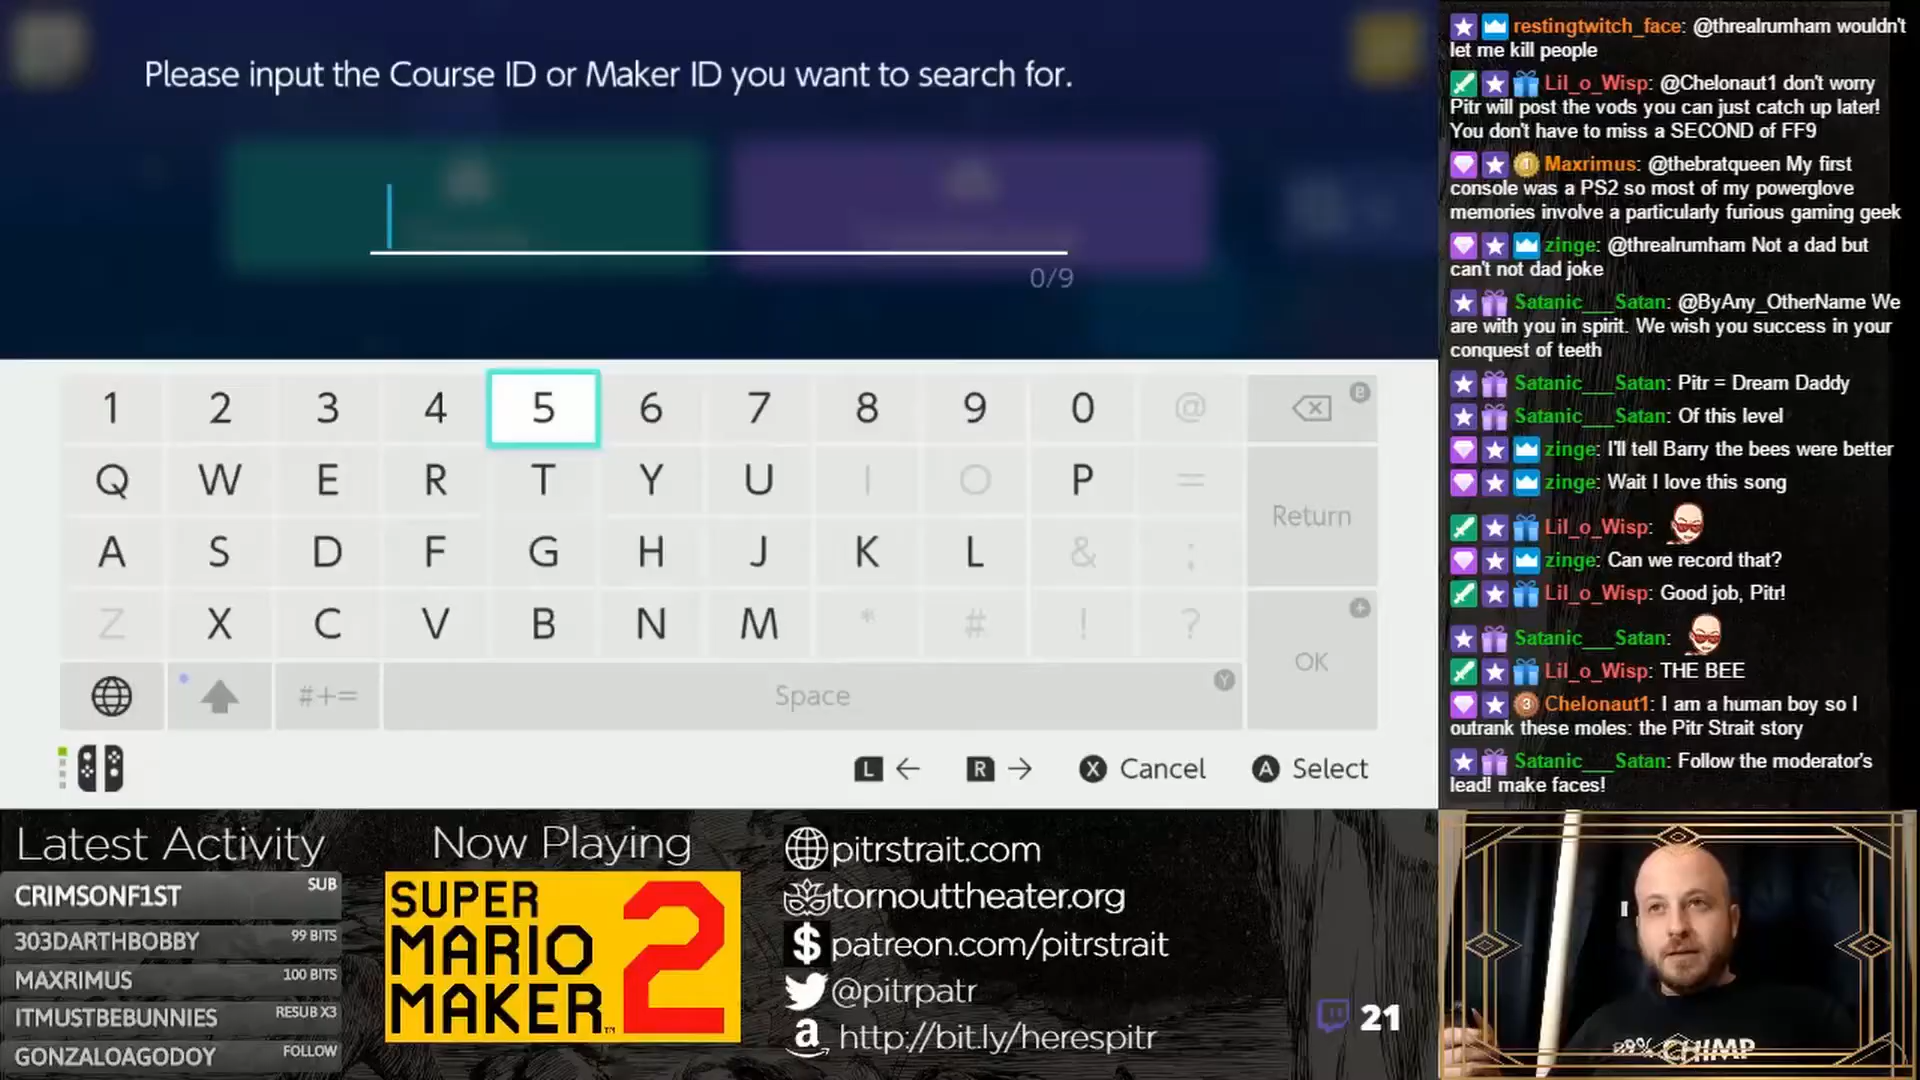 Please input the Course ID or Maker ID you want to search for.
0/9
1 2 3 4 5 6 7 8 9 0 @
Q W E R T Y U I O P =
Return
A S D F G H J K L & ;
Z X C V B N M * # ! ?
OK
#+= Space
L ← R → X Cancel A Select
restingtwitch_face: @threalrumham wouldn't
let me kill people
Lil_o_Wisp: @Chelonaut1 don't worry
Pitr will post the vods you can just catch up later!
You don't have to miss a SECOND of FF9
Maxrimus: @thebratqueen My first
console was a PS2 so most of my powerglove
memories involve a particularly furious gaming geek
zinge: @threalrumham Not a dad but
can't not dad joke
Satanic___Satan: @ByAny_OtherName We
are with you in spirit. We wish you success in your
conquest of teeth
Satanic___Satan: Pitr = Dream Daddy
Satanic___Satan: Of this level
zinge: I'll tell Barry the bees were better
zinge: Wait I love this song
Lil_o_Wisp:
zinge: Can we record that?
Lil_o_Wisp: Good job, Pitr!
Satanic___Satan:
Lil_o_Wisp: THE BEE
Chelonaut1: I am a human boy so I
outrank these moles: the Pitr Strait story
Satanic___Satan: Follow the moderator's
lead! make faces!
Latest Activity
CRIMSONF1ST SUB
303DARTHBOBBY 99 BITS
MAXRIMUS 100 BITS
ITMUSTBEBUNNIES RESUB X3
GONZALOAGODOY FOLLOW
Now Playing
SUPER
MARIO
MAKER 2
TM
pitrstrait.com
tornouttheater.org
patreon.com/pitrstrait
@pitrpatr
http://bit.ly/herespitr
21
CHIMP